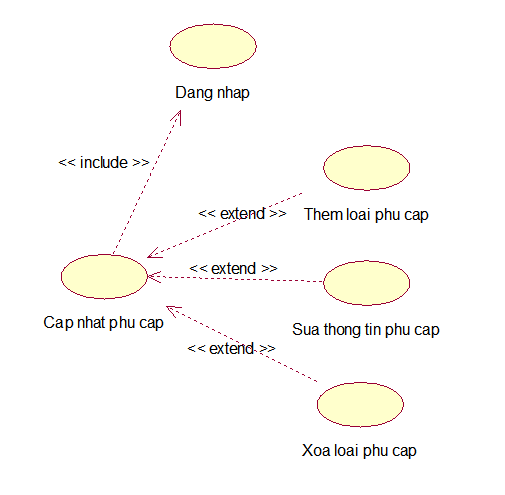 Dang nhap
<< include >>
Them loai phu cap
<< extend >>
<< extend >>
Cap nhat phu cap
Sua thong tin phu cap
<< extend >>
Xoa loai phu cap